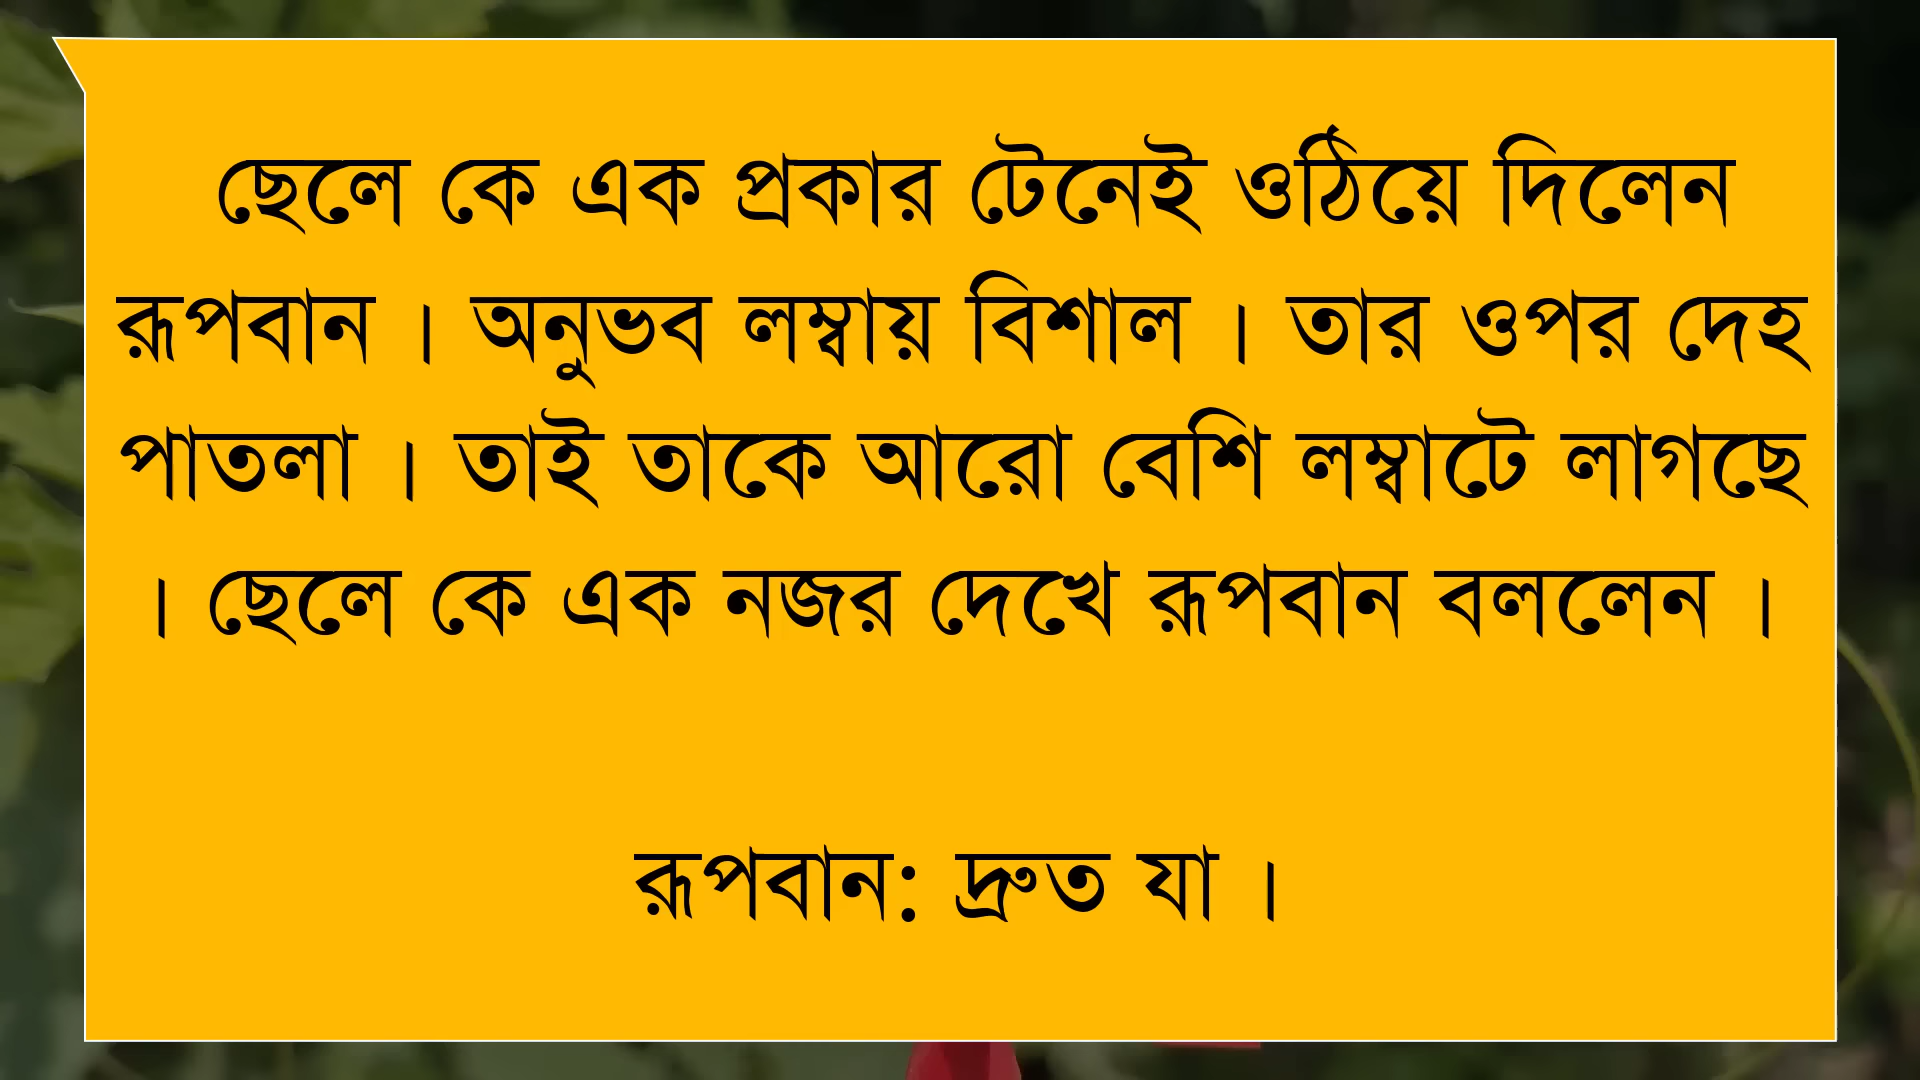 ছেলে কে এক প্রকার টেনেই ওঠিয়ে দিলেন
রূপবান । অনুভব লম্বায় বিশাল । তার ওপর দেহ
পাতলা । তাই তাকে আরো বেশি লম্বাটে লাগছে
। ছেলে কে এক নজর দেখে রূপবান বললেন ।
রূপবান: দ্রুত যা ।